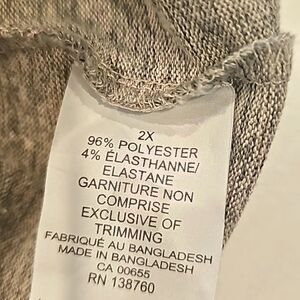 2X
96% POLYESTER
4% ÉLASTHANNE/
ELASTANE
GARNITURE NON
COMPRISE
EXCLUSIVE OF
TRIMMING
FABRIQUÉ AU BANGLADESH
MADE IN BANGLADESH
CA 00655
RN 138760